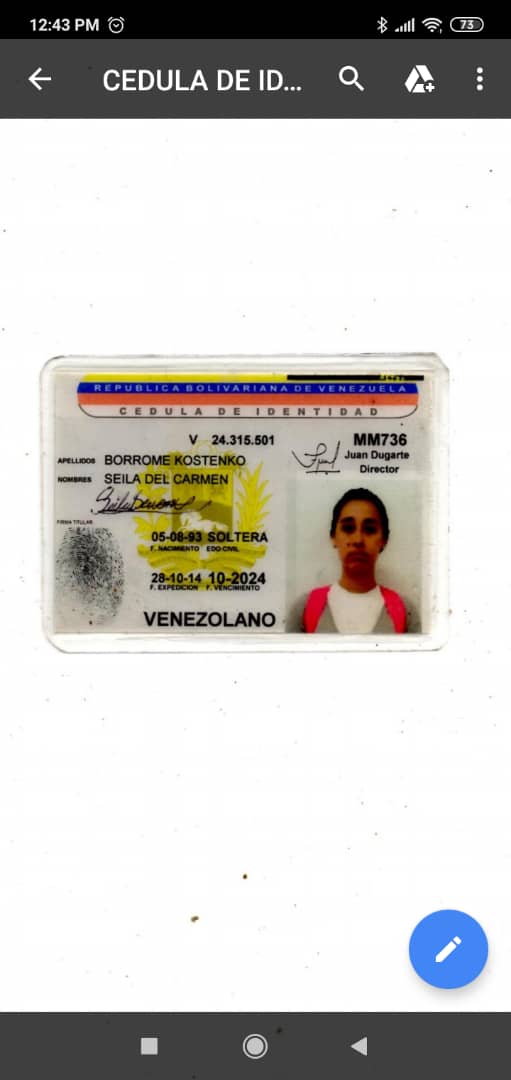 12:43 PM 73
CEDULA DE ID...
REPUBLICA BOLIVARIANA DE VENEZUELA
CEDULA DE IDENTIDAD
V 24.315.501
MM736
Juan Dugarte
Director
APELLIDOS BORROME KOSTENKO
NOMBRES SEILA DEL CARMEN
FIRMA TITULAR
05-08-93 SOLTERA
F. NACIMIENTO EDO CIVIL
28-10-14 10-2024
F. EXPEDICION F. VENCIMIENTO
VENEZOLANO